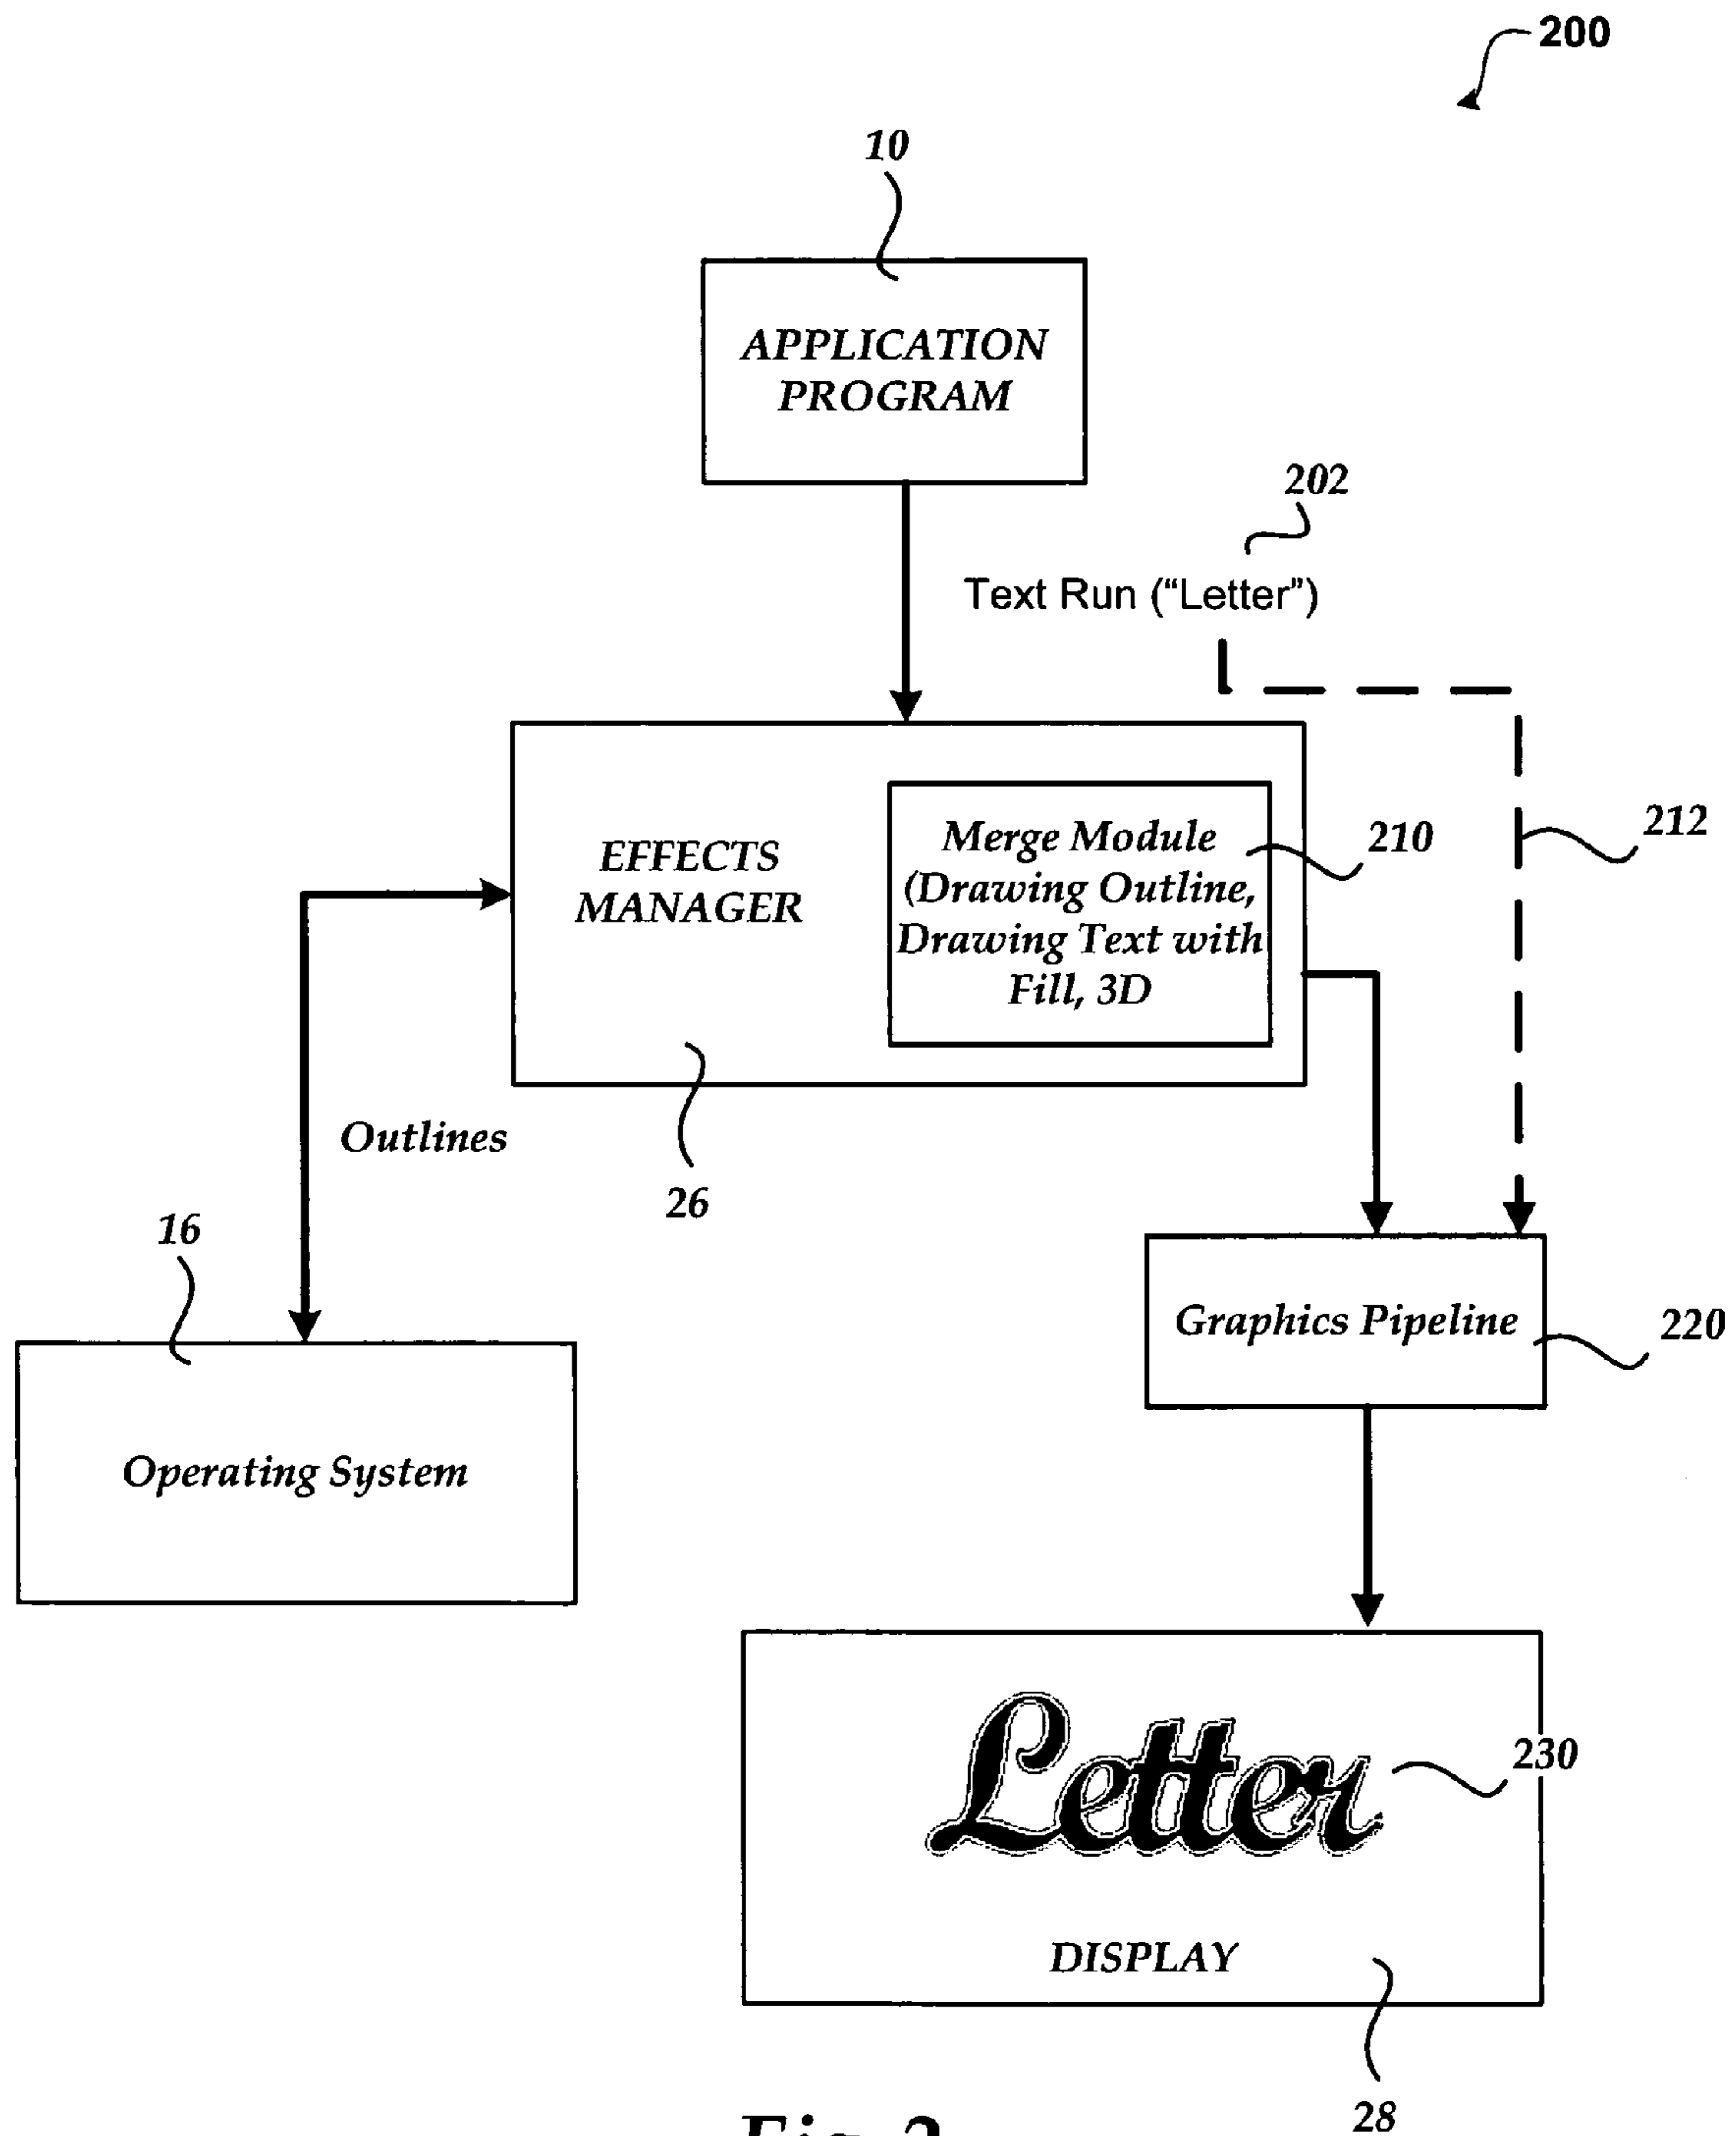 200
10
APPLICATION
PROGRAM
202
Text Run (“Letter”)
EFFECTS
MANAGER
Merge Module
(Drawing Outline,
Drawing Text with
Fill, 3D
210
212
Outlines
26
16
Graphics Pipeline
220
Operating System
Letter
230
DISPLAY
28